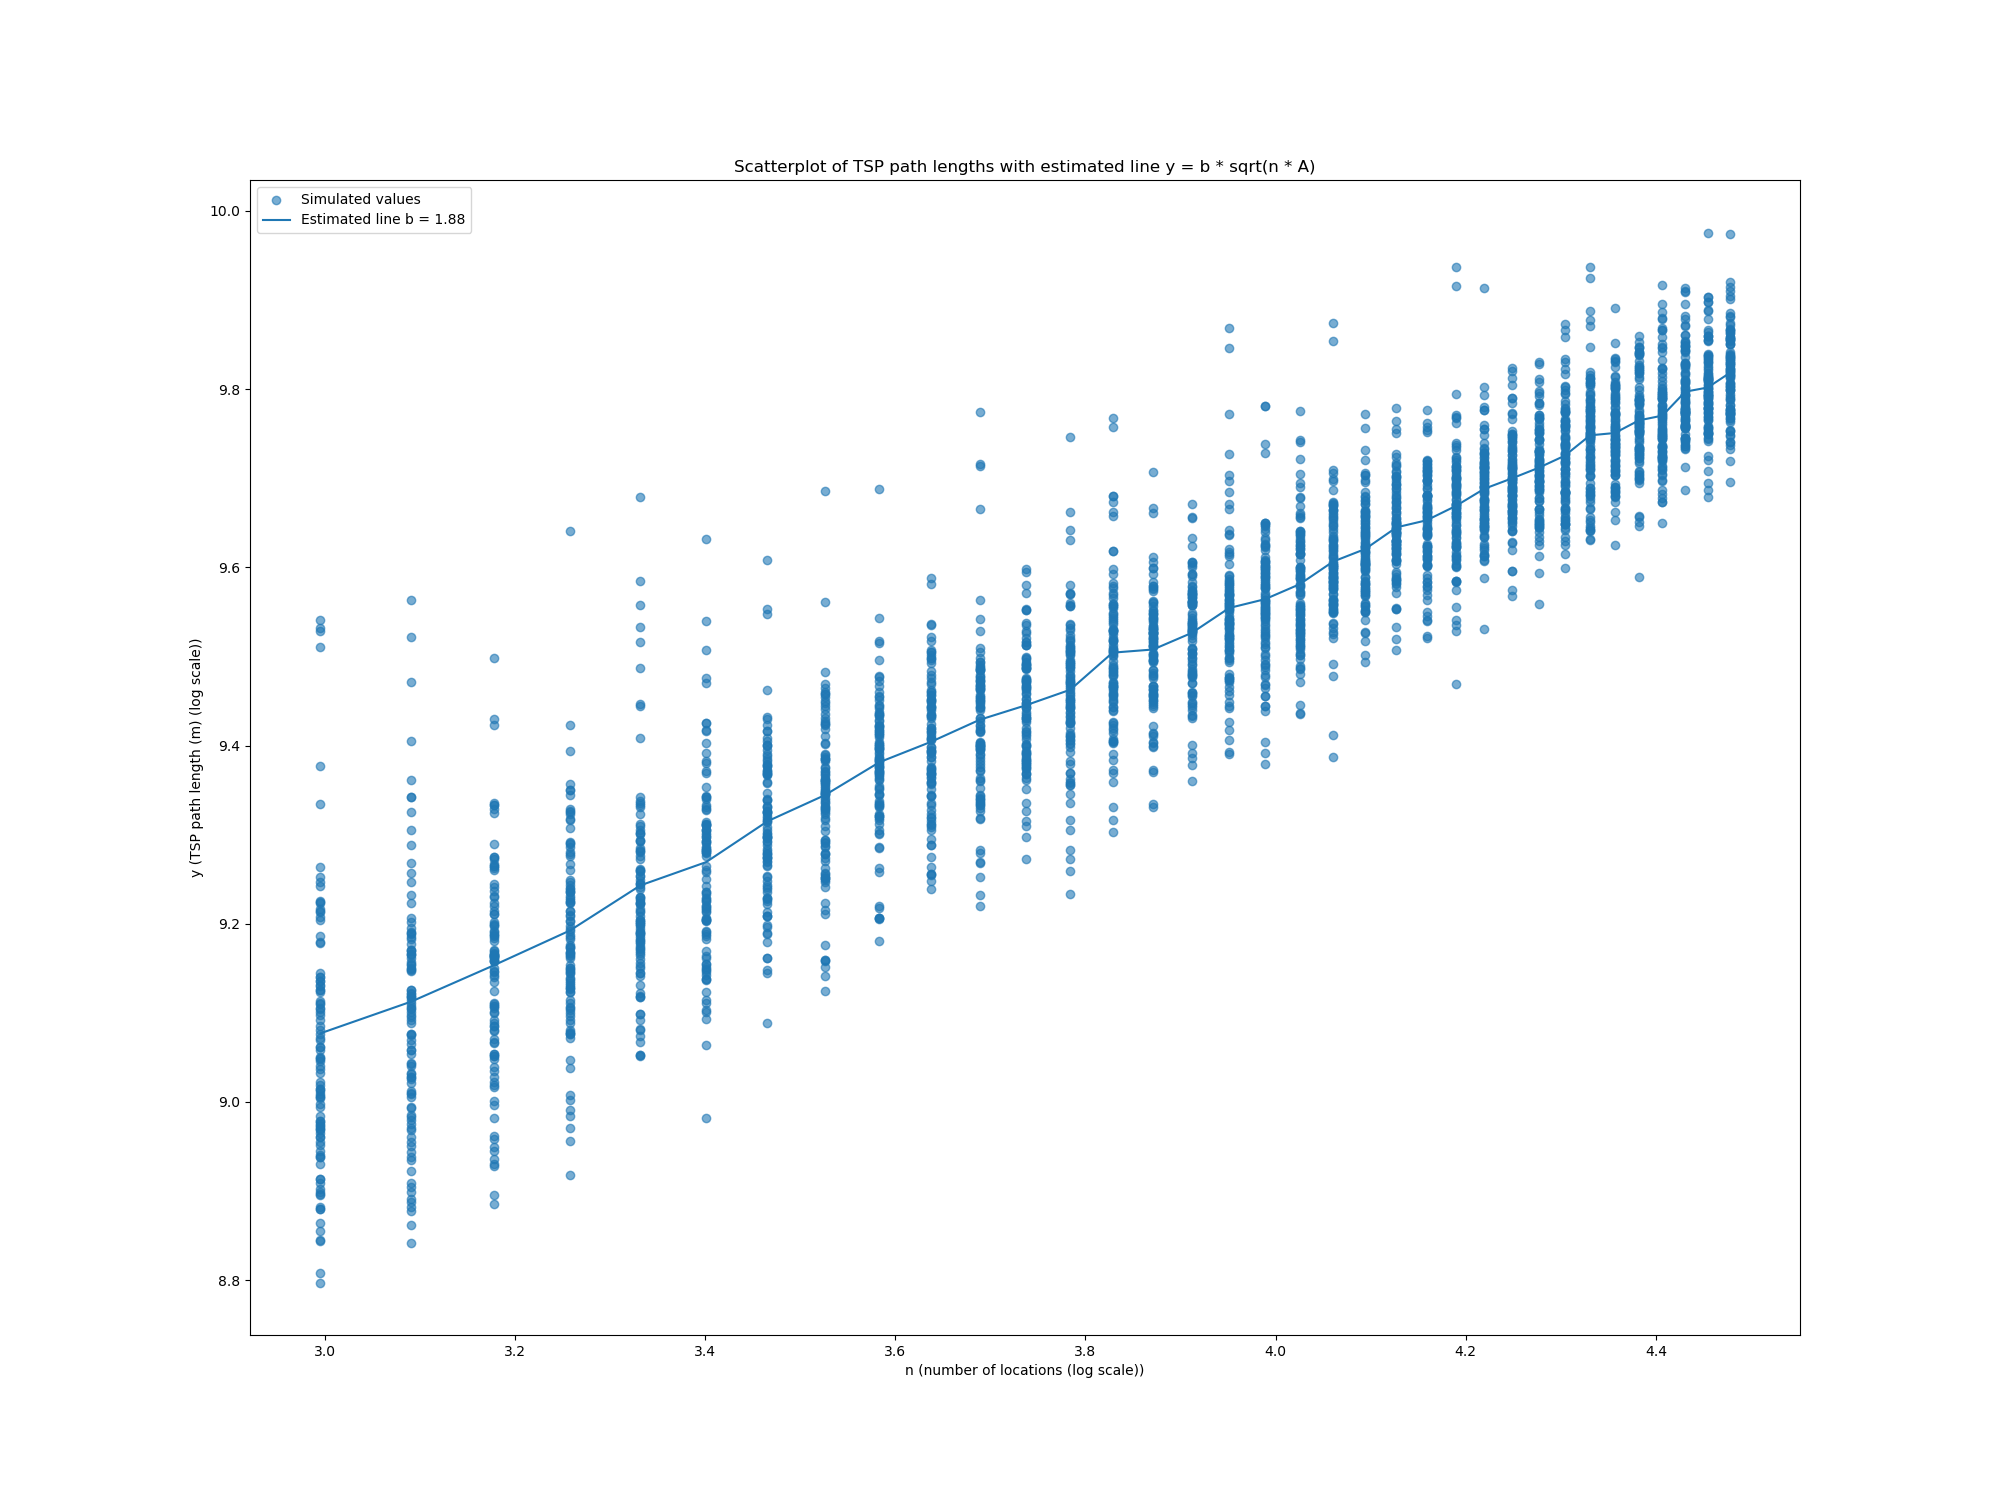 Scatterplot of TSP path lengths with estimated line y = b * sqrt(n * A)
Simulated values
Estimated line b = 1.88
10.0
9.8
9.6
9.4
9.2
9.0
8.8
y (TSP path length (m) (log scale))
3.0 3.2 3.4 3.6 3.8 4.0 4.2 4.4
n (number of locations (log scale))